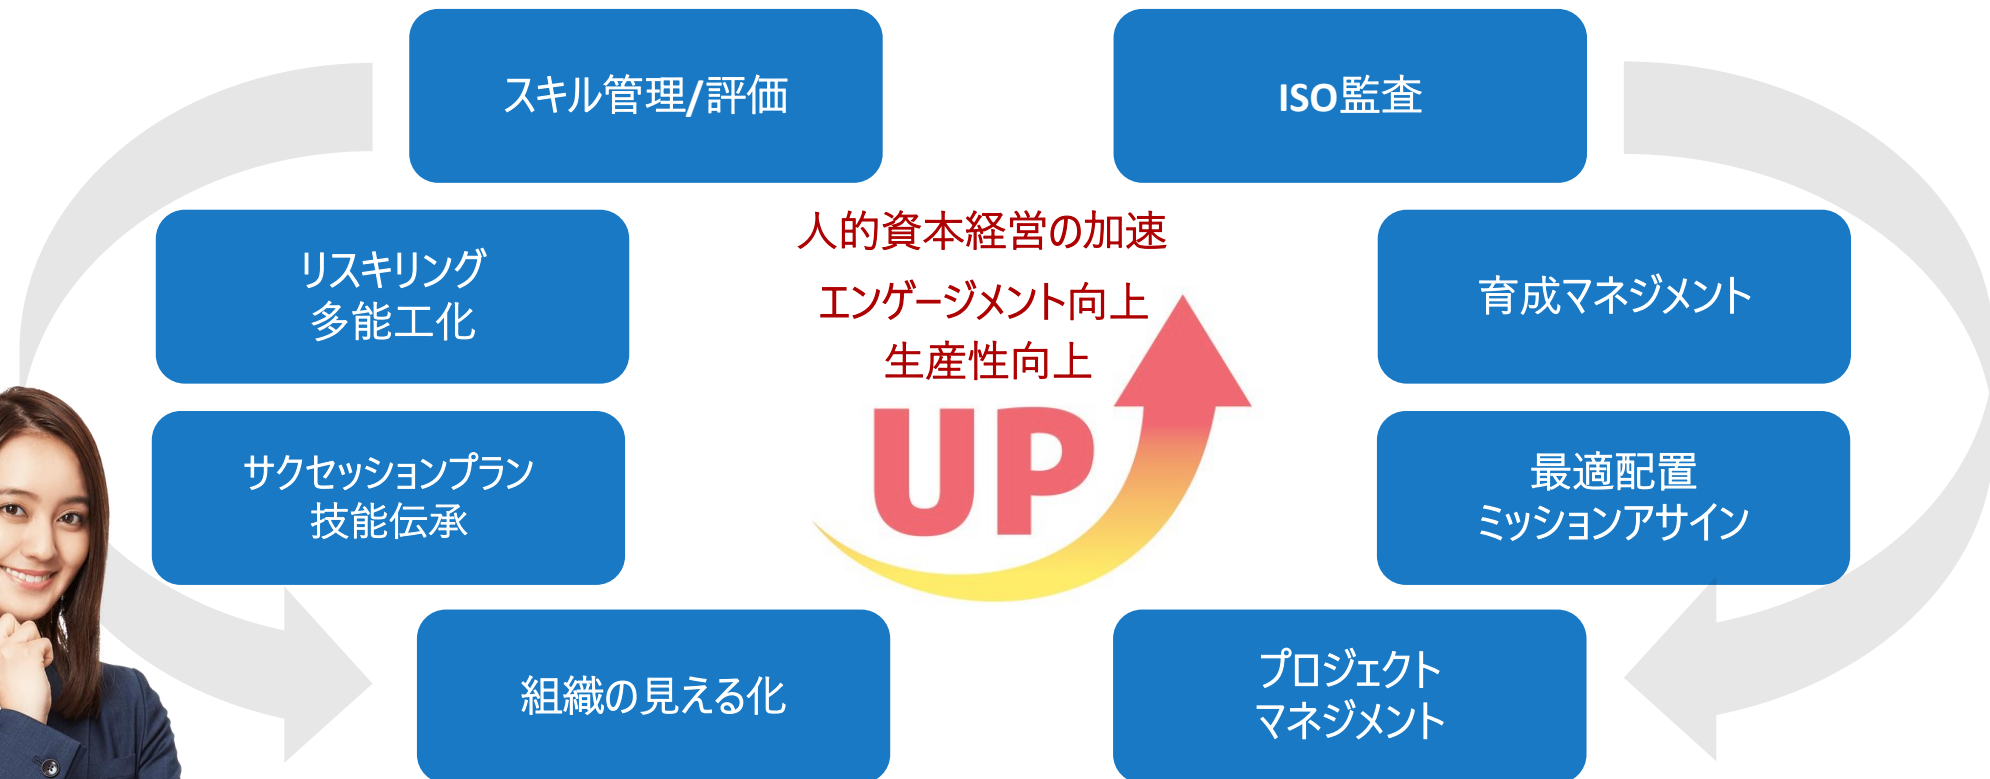 スキル管理/評価
ISO監査
人的資本経営の加速
エンゲージメント向上
生産性向上
UP
リスキリング
多能工化
育成マネジメント
サクセッションプラン
技能伝承
最適配置
ミッションアサイン
組織の見える化
プロジェクト
マネジメント